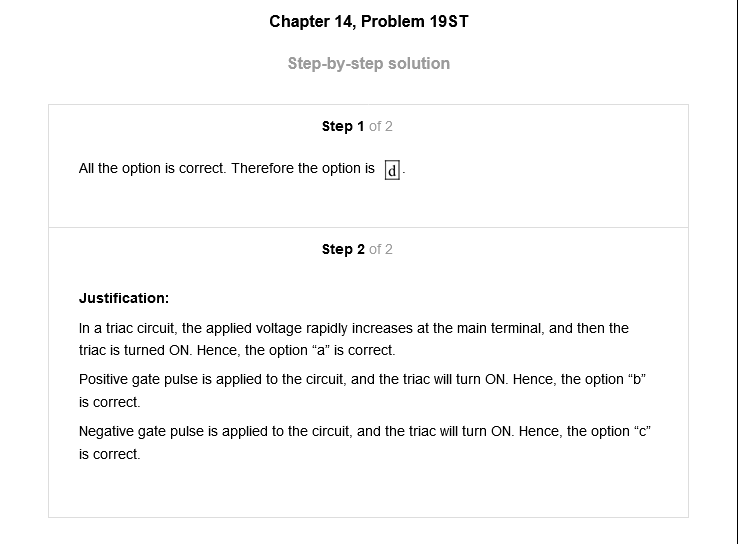 Chapter 14, Problem 19ST
Step-by-step solution
Step 1 of 2
All the option is correct. Therefore the option is d.
Step 2 of 2
Justification:
In a triac circuit, the applied voltage rapidly increases at the main terminal, and then the
triac is turned ON. Hence, the option “a” is correct.
Positive gate pulse is applied to the circuit, and the triac will turn ON. Hence, the option “b”
is correct.
Negative gate pulse is applied to the circuit, and the triac will turn ON. Hence, the option “c”
is correct.